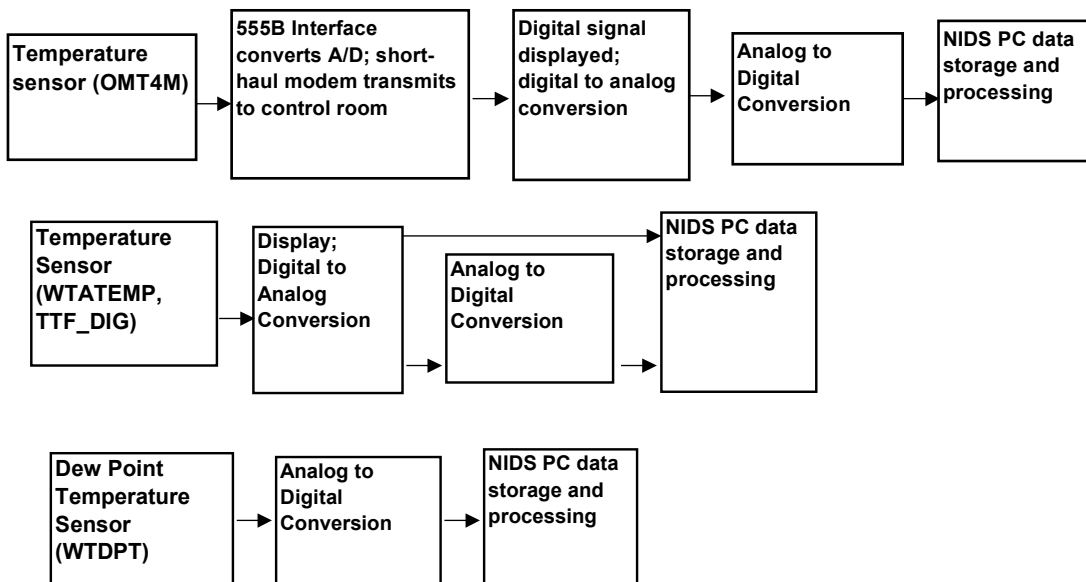 Temperature
sensor (OMT4M)
555B Interface
converts A/D; short-
haul modem transmits
to control room
Digital signal
displayed;
digital to analog
conversion
Analog to
Digital
Conversion
NIDS PC data
storage and
processing
Temperature
Sensor
(WTATEMP,
TTF_DIG)
Display;
Digital to
Analog
Conversion
Analog to
Digital
Conversion
NIDS PC data
storage and
processing
Dew Point
Temperature
Sensor
(WTDPT)
Analog to
Digital
Conversion
NIDS PC data
storage and
processing